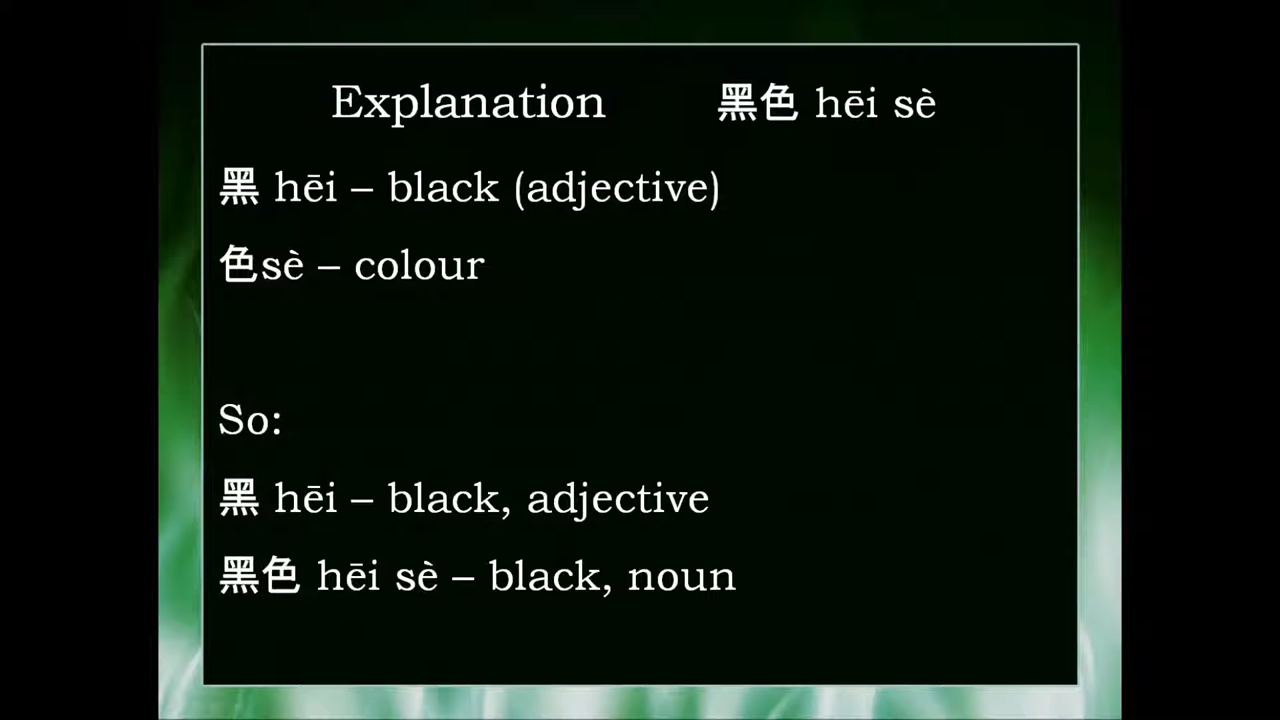 Explanation 黑色 hēi sè
黑 hēi – black (adjective)
色sè – colour
So:
黑 hēi – black, adjective
黑色 hēi sè – black, noun